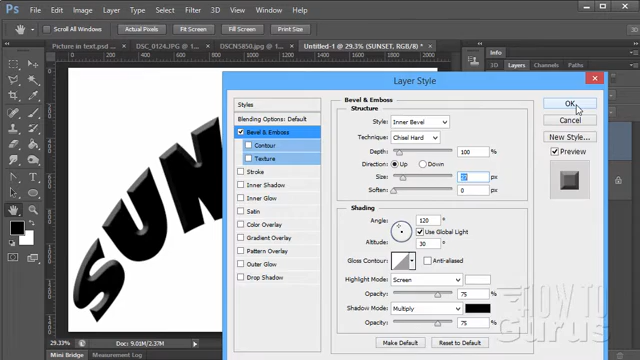 Ps File Edit Image Layer Type Select Filter 3D View Window Help
Scroll All Windows Actual Pixels Fit Screen Fill Screen
Picture in text.psd × DSC_0124.JPG × DSCN5850.jpg × Untitled-1 @ 29.3% (SUNSET, RGB/8) * ×
Info
3D Layers Channels Paths
SUN
Layer Style
Styles
Blending Options: Default
Bevel & Emboss
Contour
Texture
Stroke
Inner Shadow
Inner Glow
Satin
Color Overlay
Gradient Overlay
Pattern Overlay
Outer Glow
Drop Shadow
Bevel & Emboss
Structure
Style: Inner Bevel
Technique: Chisel Hard
Depth: 100 %
Direction: Up Down
Size: 27 px
Soften: 0 px
Shading
Angle: 120 °
Use Global Light
Altitude: 30 °
Gloss Contour: Anti-aliased
Highlight Mode: Screen
Opacity: 75 %
Shadow Mode: Multiply
Opacity: 75 %
Make Default Reset to Default
OK
Cancel
New Style...
Preview
29.33% Doc: 9.01M/2.37M
Mini Bridge Timeline
HOW TO
Gurus